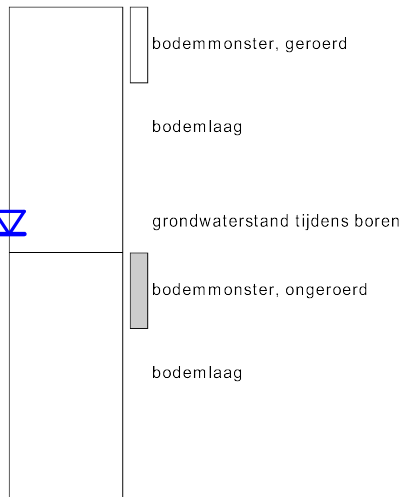 bodemmonster, geroerd
bodemlaag
grondwaterstand tijdens boren
bodemmonster, ongeroerd
bodemlaag